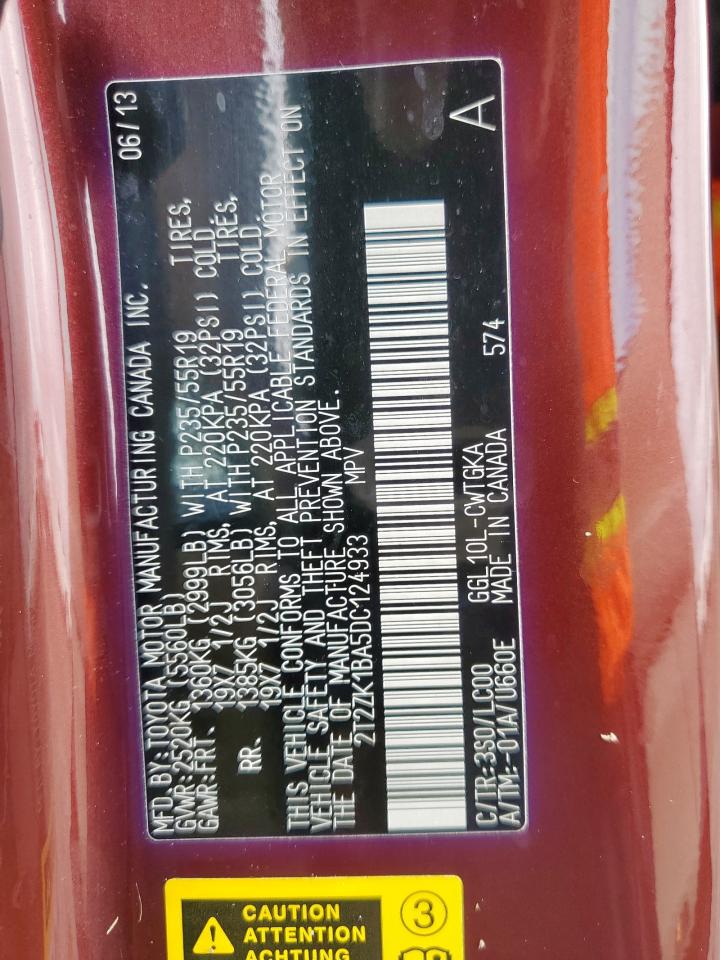 MFD. BY: TOYOTA MOTOR MANUFACTURING CANADA INC. 06/13
GVWR: 2520KG (5560LB)
GAWR: FRT. 1360KG (2999LB) WITH P235/55R19 TIRES,
19X7 1/2J RIMS, AT 220KPA (32PSI) COLD
RR. 1385KG (3056LB) WITH P235/55R19 TIRES,
19X7 1/2J RIMS, AT 220KPA (32PSI) COLD
THIS VEHICLE CONFORMS TO ALL APPLICABLE FEDERAL MOTOR
VEHICLE SAFETY AND THEFT PREVENTION STANDARDS IN EFFECT ON
THE DATE OF MANUFACTURE SHOWN ABOVE.
2T2ZK1BA5DC124933 MPV
C/TR: 3S0/LC00 GGL10L-CWTGKA A
A/TM:-01A/U660E MADE IN CANADA 574
CAUTION
ATTENTION
ACHTUNG
3